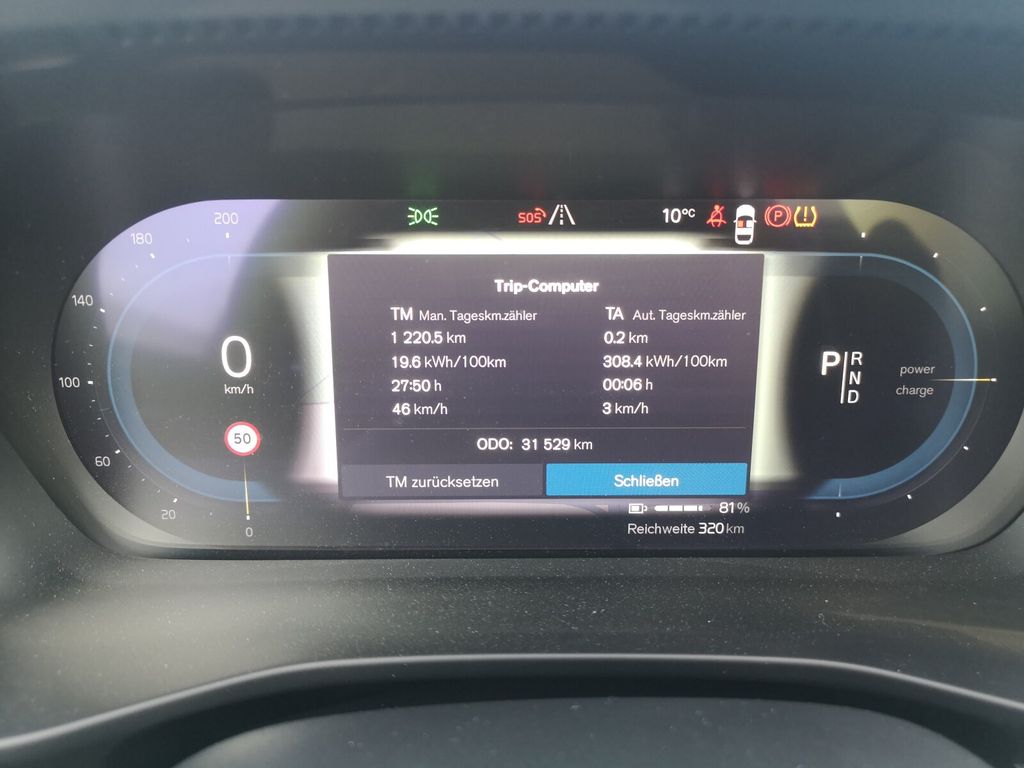 SOS
10°C
P
200
180
140
100
60
20
0
0
km/h
50
Trip-Computer
TM Man. Tageskm.zähler
1 220.5 km
19.6 kWh/100km
27:50 h
46 km/h
TA Aut. Tageskm.zähler
0.2 km
308.4 kWh/100km
00:06 h
3 km/h
ODO: 31 529 km
TM zurücksetzen
Schließen
81%
Reichweite 320 km
P R
N
D
power
charge